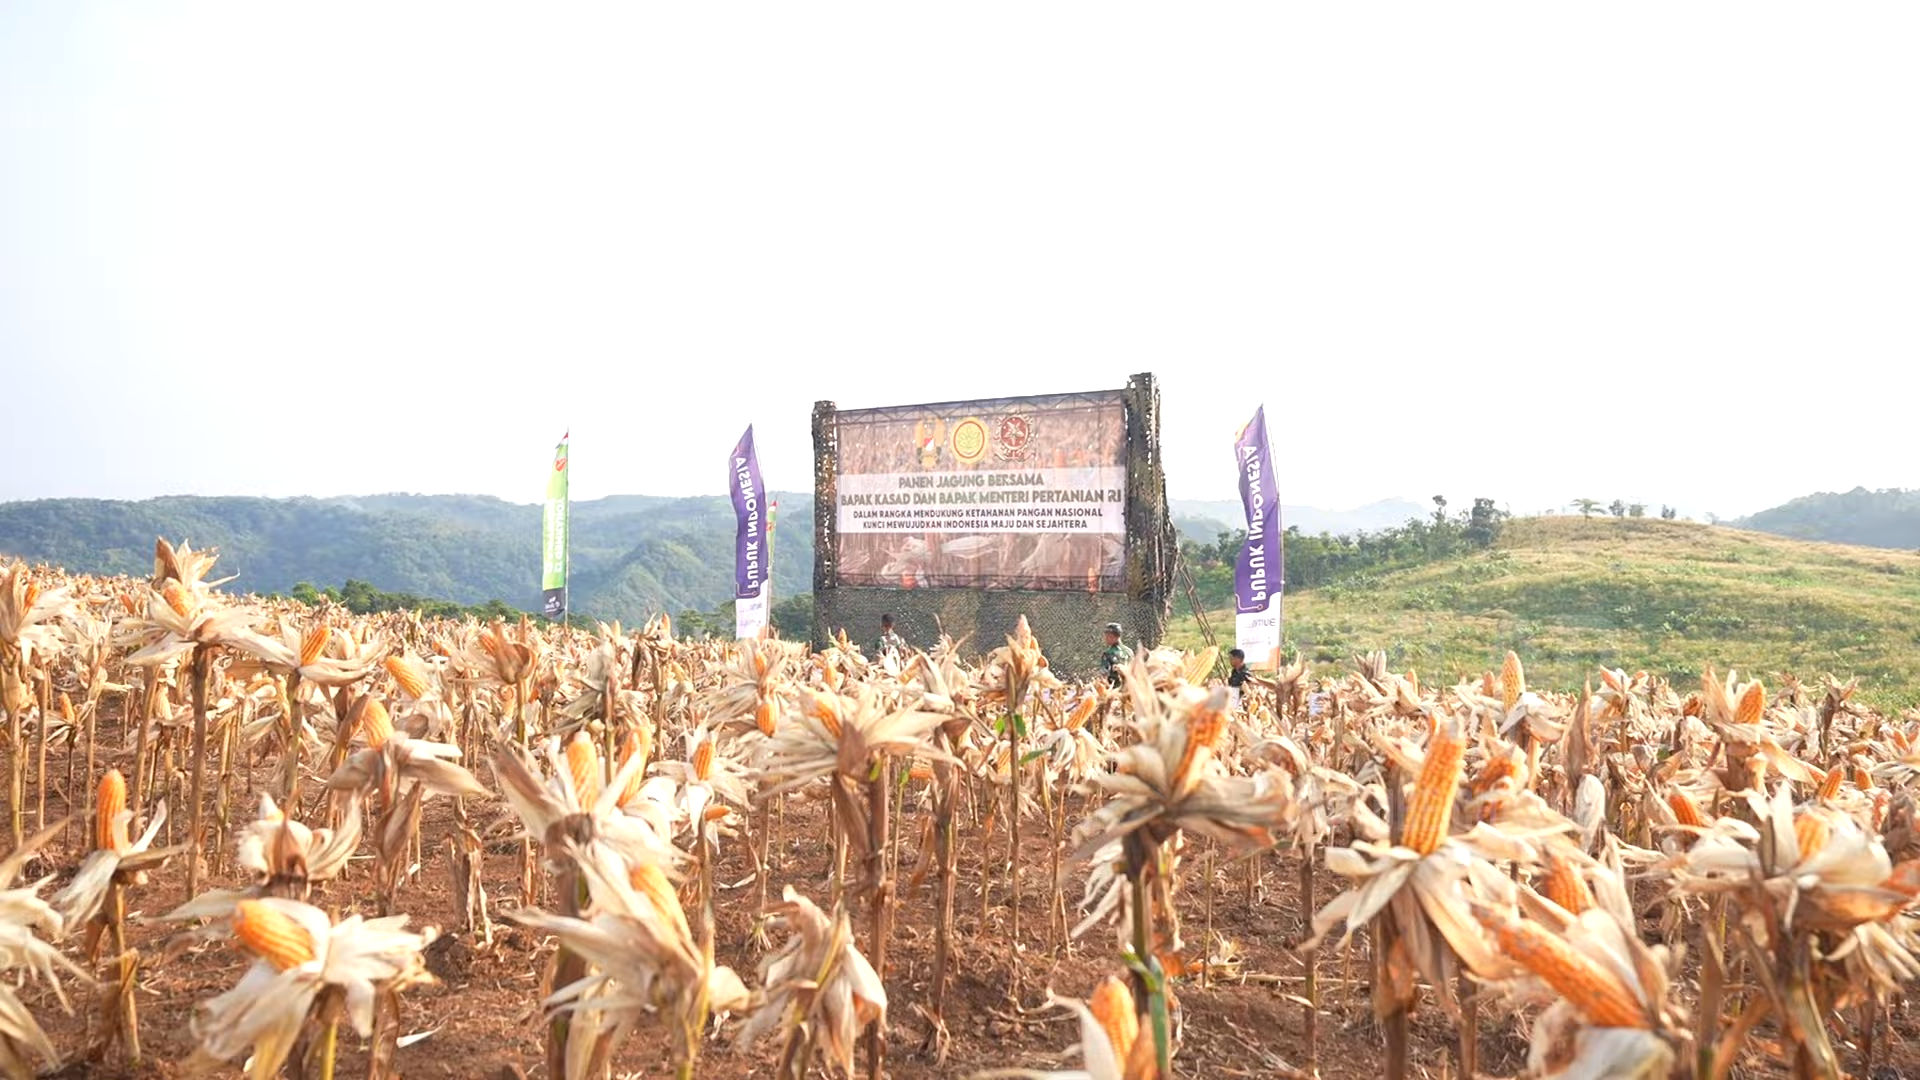 PANEN JAGUNG BERSAMA
BAPAK KASAD DAN BAPAK MENTERI PERTANIAN RI
DALAM RANGKA MENDUKUNG KETAHANAN PANGAN NASIONAL
KUNCI MEWUJUDKAN INDONESIA MAJU DAN SEJAHTERA
PUPUK INDONESIA
PUPUK INDONESIA